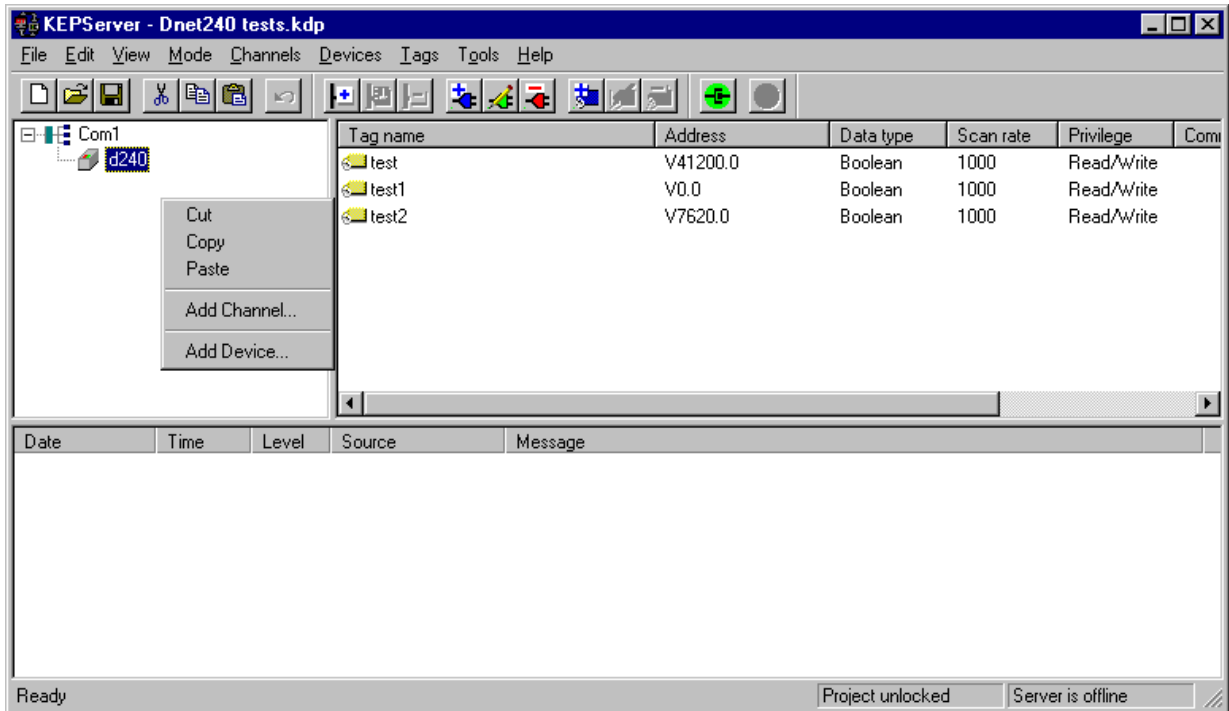 KEPServer - Dnet240 tests.kdp
File Edit View Mode Channels Devices Tags Tools Help
Com1
d240
Cut
Copy
Paste
Add Channel...
Add Device...
Tag name Address Data type Scan rate Privilege
test V41200.0 Boolean 1000 Read/Write
test1 V0.0 Boolean 1000 Read/Write
test2 V7620.0 Boolean 1000 Read/Write
Date Time Level Source Message
Ready Project unlocked Server is offline